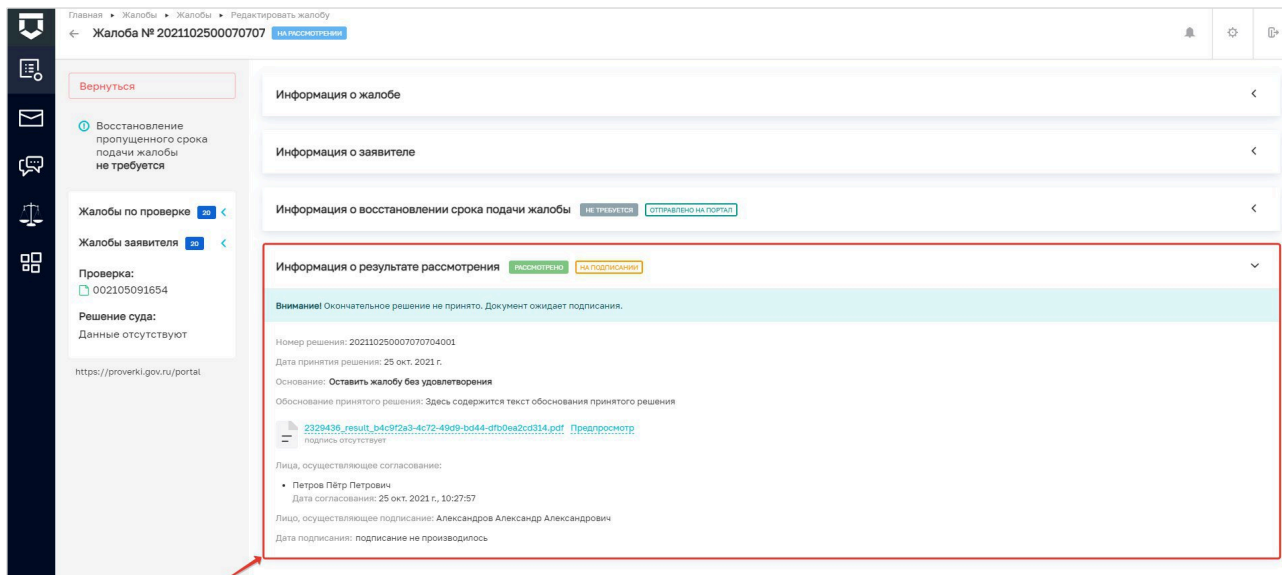 Главная ▸ Жалобы ▸ Жалобы ▸ Редактировать жалобу
← Жалоба № 2021102500070707 НА РАССМОТРЕНИИ
Вернуться
Восстановление
пропущенного срока
подачи жалобы
не требуется
Жалобы по проверке 20
Жалобы заявителя 20
Проверка:
002105091654
Решение суда:
Данные отсутствуют
https://proverki.gov.ru/portal
Информация о жалобе
Информация о заявителе
Информация о восстановлении срока подачи жалобы НЕ ТРЕБУЕТСЯ ОТПРАВЛЕНО НА ПОРТАЛ
Информация о результате рассмотрения РАССМОТРЕНО НА ПОДПИСАНИИ
Внимание! Окончательное решение не принято. Документ ожидает подписания.
Номер решения: 202110250007070704001
Дата принятия решения: 25 окт. 2021 г.
Основание: Оставить жалобу без удовлетворения
Обоснование принятого решения: Здесь содержится текст обоснования принятого решения
2329436_result_b4c9f2a3-4c72-49d9-bd44-dfb0ea2cd314.pdf Предпросмотр
подпись отсутствует
Лица, осуществляющее согласование:
• Петров Пётр Петрович
Дата согласования: 25 окт. 2021 г., 10:27:57
Лицо, осуществляющее подписание: Александров Александр Александрович
Дата подписания: подписание не производилось